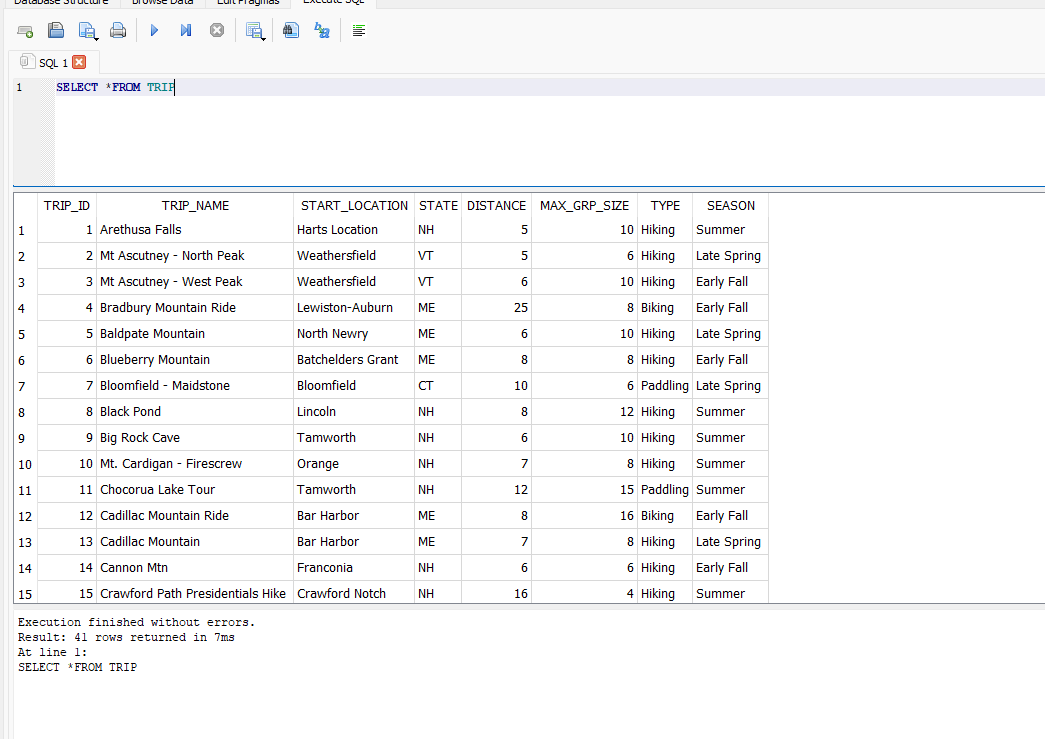 Database Structure Browse Data Edit Pragmas Execute SQL
SQL 1
1 SELECT *FROM TRIP
TRIP_ID TRIP_NAME START_LOCATION STATE DISTANCE MAX_GRP_SIZE TYPE SEASON
1 1 Arethusa Falls Harts Location NH 5 10 Hiking Summer
2 2 Mt Ascutney - North Peak Weathersfield VT 5 6 Hiking Late Spring
3 3 Mt Ascutney - West Peak Weathersfield VT 6 10 Hiking Early Fall
4 4 Bradbury Mountain Ride Lewiston-Auburn ME 25 8 Biking Early Fall
5 5 Baldpate Mountain North Newry ME 6 10 Hiking Late Spring
6 6 Blueberry Mountain Batchelders Grant ME 8 8 Hiking Early Fall
7 7 Bloomfield - Maidstone Bloomfield CT 10 6 Paddling Late Spring
8 8 Black Pond Lincoln NH 8 12 Hiking Summer
9 9 Big Rock Cave Tamworth NH 6 10 Hiking Summer
10 10 Mt. Cardigan - Firescrew Orange NH 7 8 Hiking Summer
11 11 Chocorua Lake Tour Tamworth NH 12 15 Paddling Summer
12 12 Cadillac Mountain Ride Bar Harbor ME 8 16 Biking Early Fall
13 13 Cadillac Mountain Bar Harbor ME 7 8 Hiking Late Spring
14 14 Cannon Mtn Franconia NH 6 6 Hiking Early Fall
15 15 Crawford Path Presidentials Hike Crawford Notch NH 16 4 Hiking Summer
Execution finished without errors.
Result: 41 rows returned in 7ms
At line 1:
SELECT *FROM TRIP